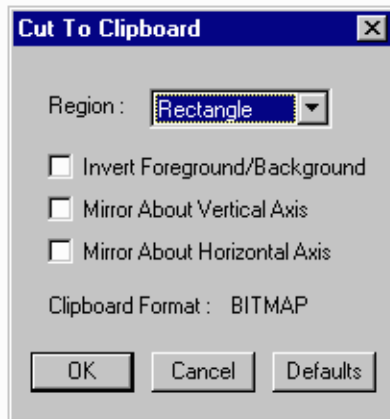 Cut To Clipboard
Region : Rectangle
Invert Foreground/Background
Mirror About Vertical Axis
Mirror About Horizontal Axis
Clipboard Format : BITMAP
OK Cancel Defaults